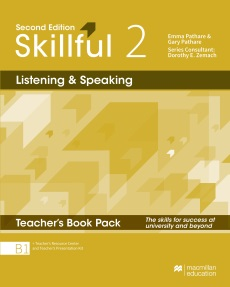 Second Edition
Skillful 2
Emma Pathare &
Gary Pathare
Series Consultant:
Dorothy E. Zemach
Listening & Speaking
Teacher's Book Pack
The skills for success at
university and beyond
B1
+ Teacher's Resource Centre
and Teacher's Presentation Kit
macmillan
education